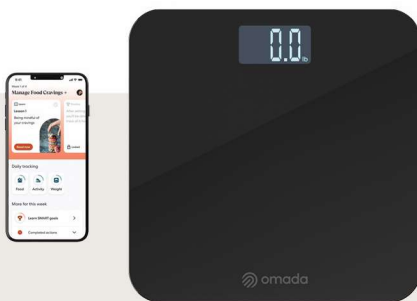 Manage Food Cravings
Lesson 1
Being mindful of
your cravings
Daily tracking
Food
Activity
Weight
More for this week
Learn SMART goals
Completed actions
0.0 lb
omada